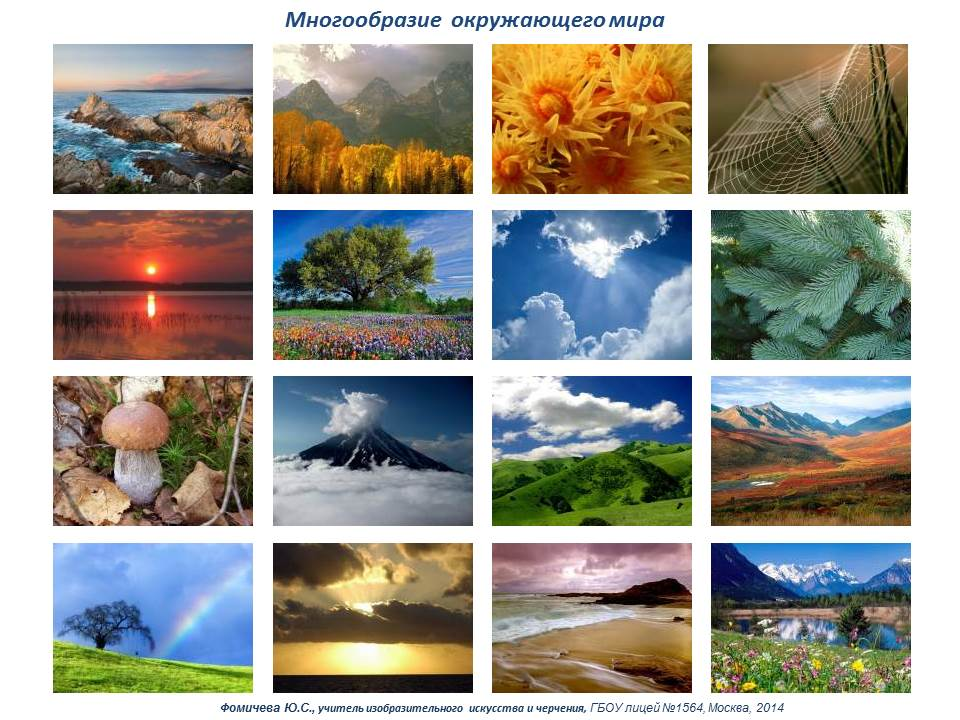 Многообразие окружающего мира
Фомичева Ю.С., учитель изобразительного искусства и черчения, ГБОУ лицей №1564, Москва, 2014